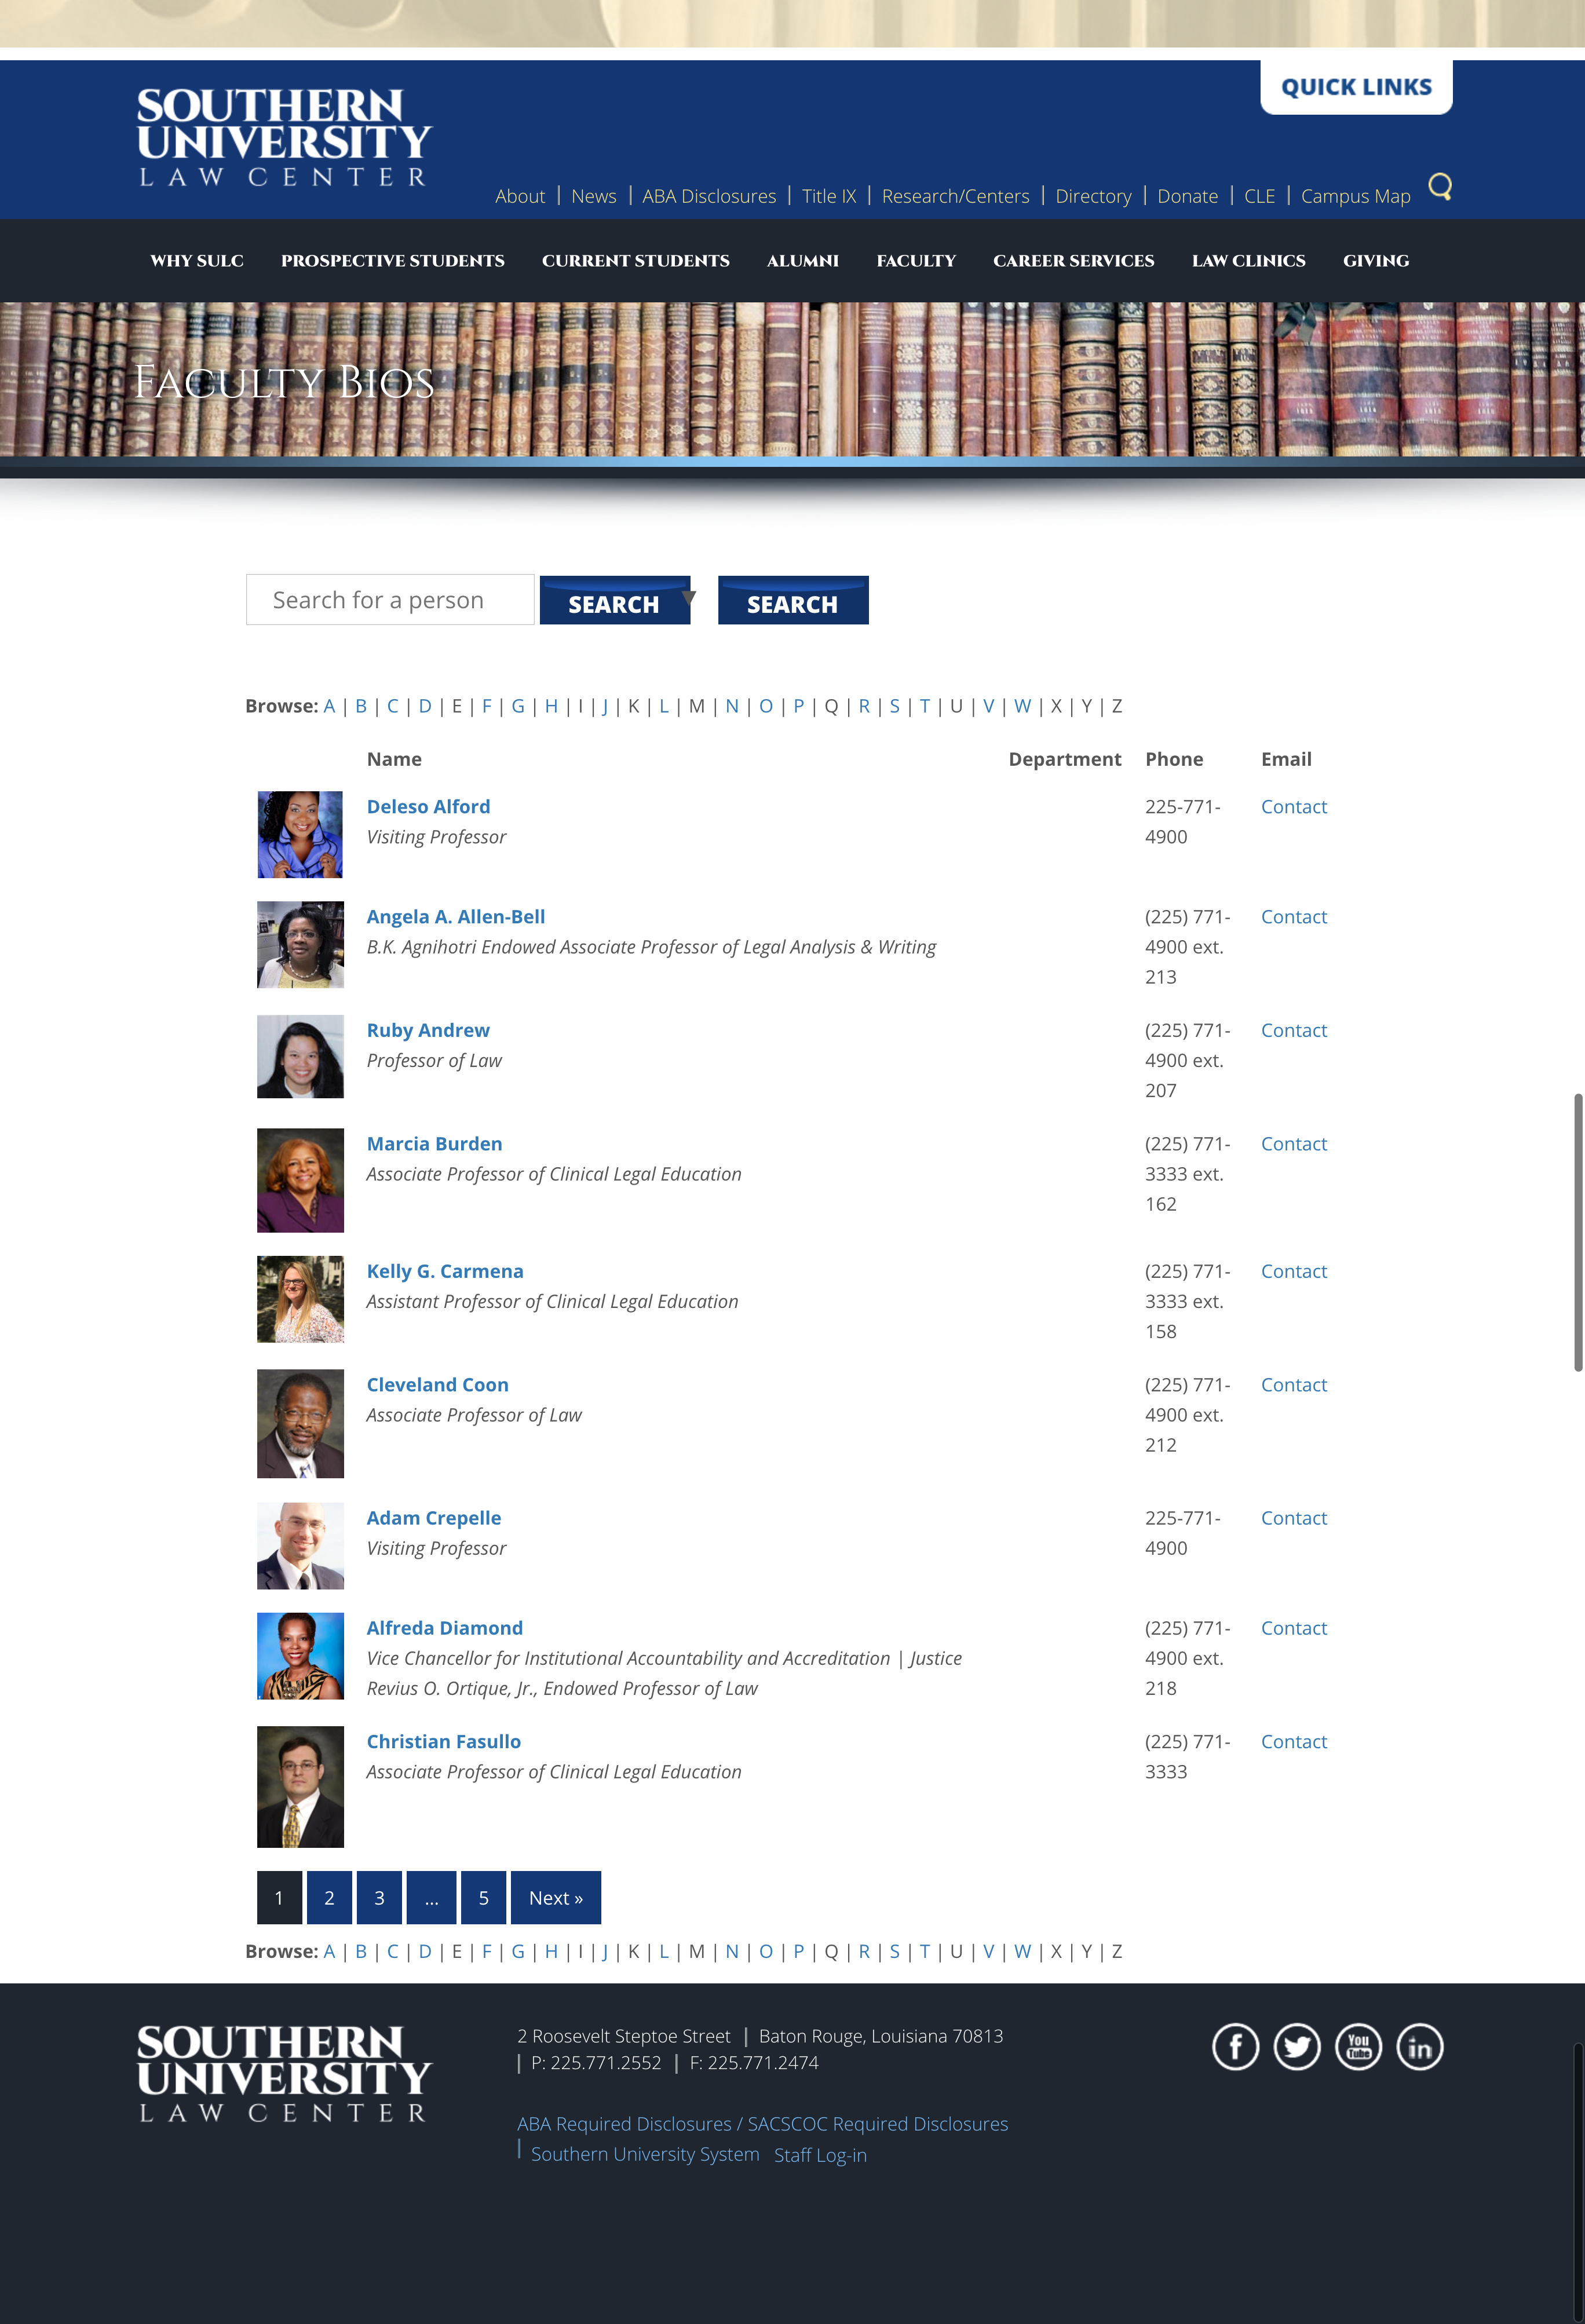 QUICK LINKS
SOUTHERN
UNIVERSITY
LAW CENTER
About | News | ABA Disclosures | Title IX | Research/Centers | Directory | Donate | CLE | Campus Map
WHY SULC PROSPECTIVE STUDENTS CURRENT STUDENTS ALUMNI FACULTY CAREER SERVICES LAW CLINICS GIVING
FACULTY BIOS
Search for a person SEARCH SEARCH
Browse: A | B | C | D | E | F | G | H | I | J | K | L | M | N | O | P | Q | R | S | T | U | V | W | X | Y | Z
Name Department Phone Email
Deleso Alford 225-771- Contact
Visiting Professor 4900
Angela A. Allen-Bell (225) 771- Contact
B.K. Agnihotri Endowed Associate Professor of Legal Analysis & Writing 4900 ext.
213
Ruby Andrew (225) 771- Contact
Professor of Law 4900 ext.
207
Marcia Burden (225) 771- Contact
Associate Professor of Clinical Legal Education 3333 ext.
162
Kelly G. Carmena (225) 771- Contact
Assistant Professor of Clinical Legal Education 3333 ext.
158
Cleveland Coon (225) 771- Contact
Associate Professor of Law 4900 ext.
212
Adam Crepelle 225-771- Contact
Visiting Professor 4900
Alfreda Diamond (225) 771- Contact
Vice Chancellor for Institutional Accountability and Accreditation | Justice 4900 ext.
Revius O. Ortique, Jr., Endowed Professor of Law 218
Christian Fasullo (225) 771- Contact
Associate Professor of Clinical Legal Education 3333
1 2 3 ... 5 Next »
Browse: A | B | C | D | E | F | G | H | I | J | K | L | M | N | O | P | Q | R | S | T | U | V | W | X | Y | Z
SOUTHERN
UNIVERSITY
LAW CENTER
2 Roosevelt Steptoe Street | Baton Rouge, Louisiana 70813
| P: 225.771.2552 | F: 225.771.2474
ABA Required Disclosures / SACSCOC Required Disclosures
| Southern University System Staff Log-in
f You Tube in